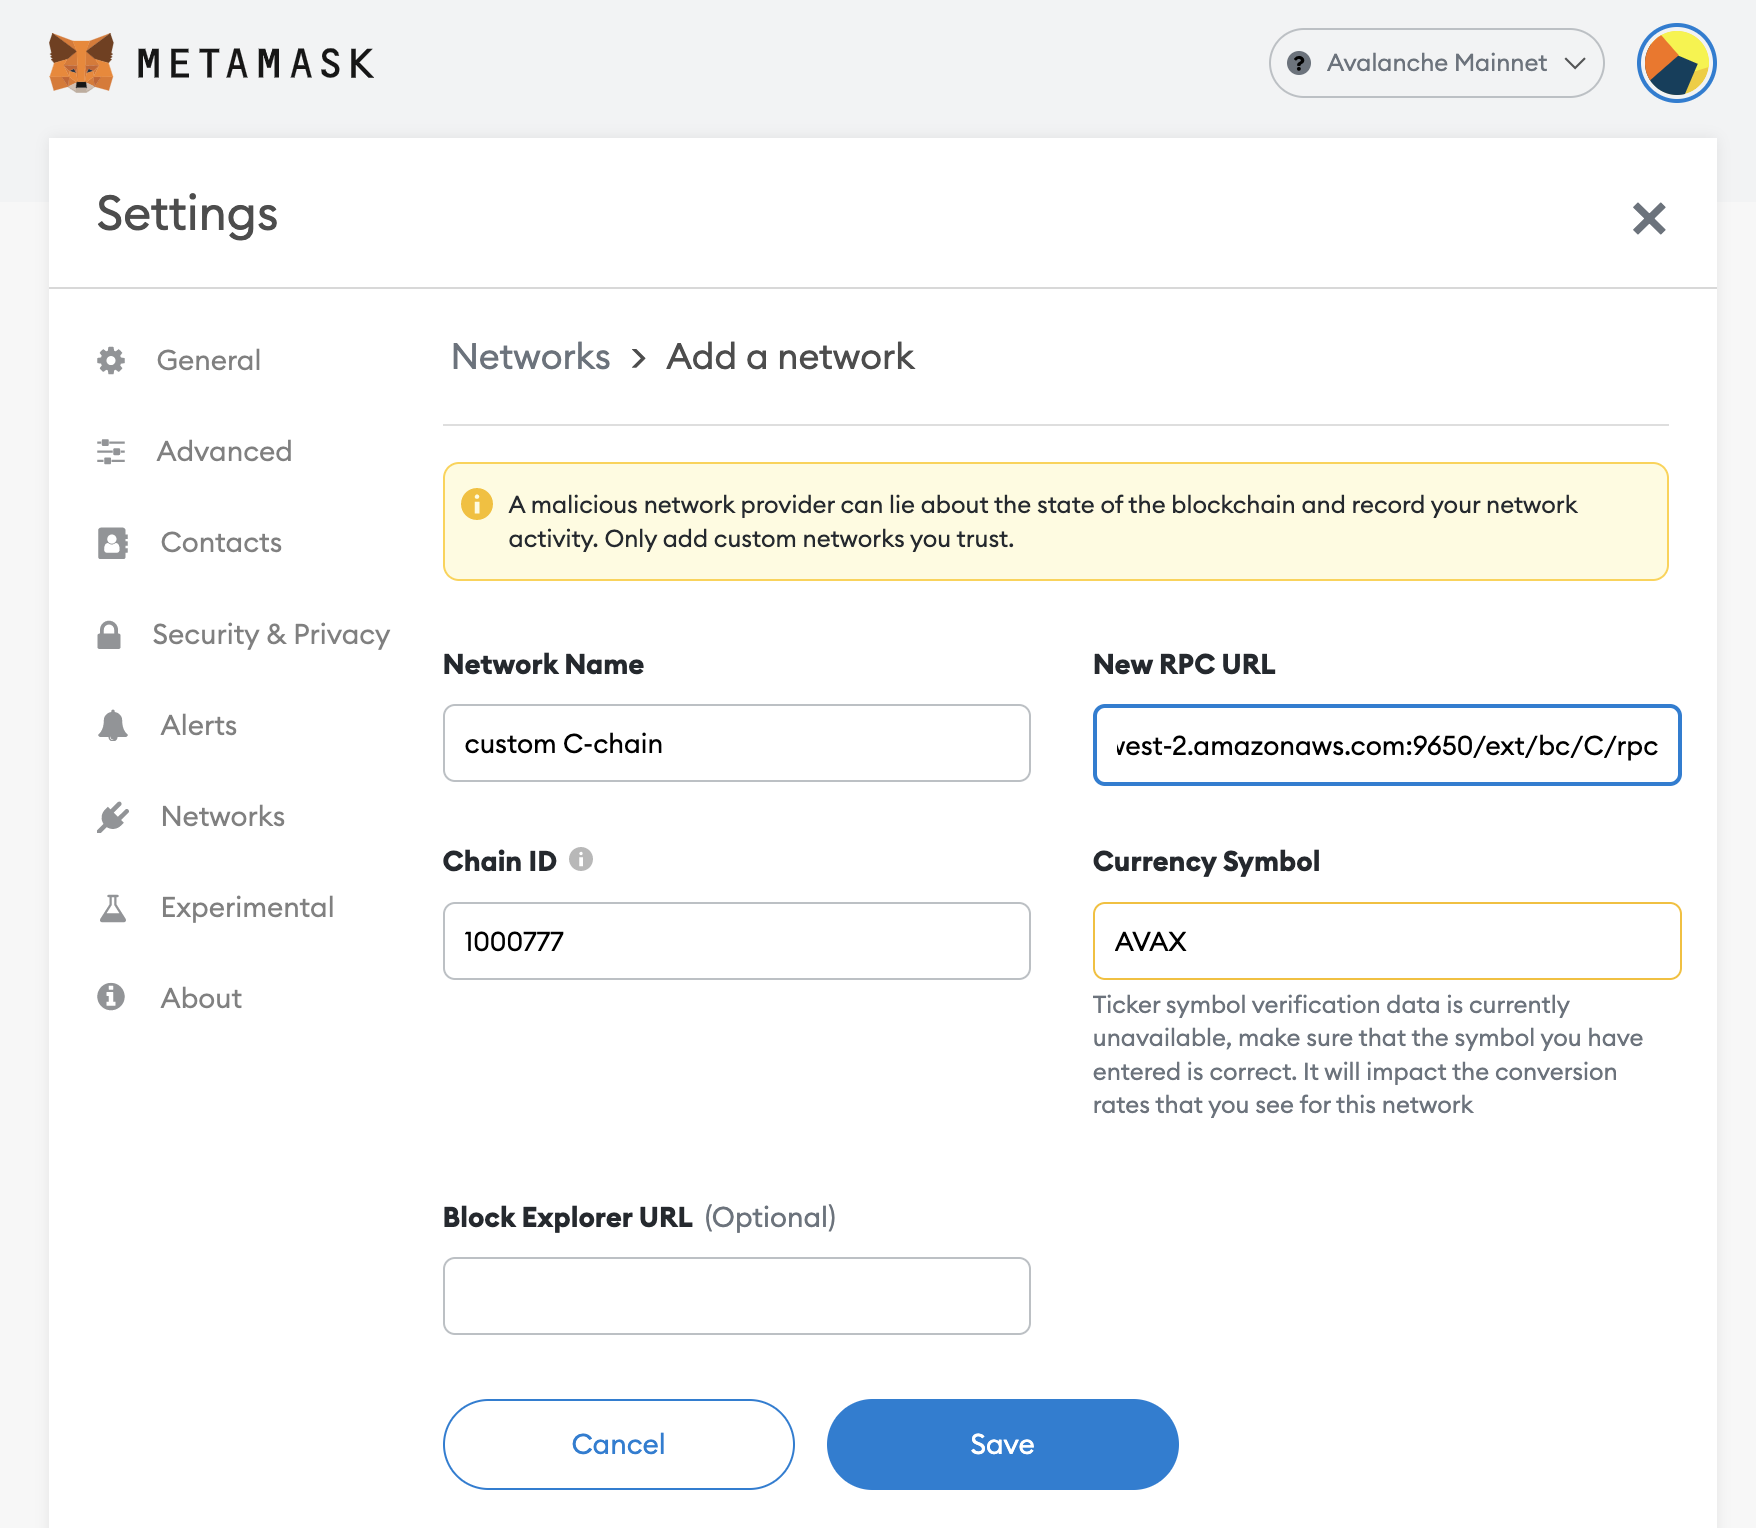 METAMASK
Avalanche Mainnet
Settings
General
Advanced
Contacts
Security & Privacy
Alerts
Networks
Experimental
About
Networks > Add a network
A malicious network provider can lie about the state of the blockchain and record your network
activity. Only add custom networks you trust.
Network Name
custom C-chain
New RPC URL
west-2.amazonaws.com:9650/ext/bc/C/rpc
Chain ID
1000777
Currency Symbol
AVAX
Ticker symbol verification data is currently
unavailable, make sure that the symbol you have
entered is correct. It will impact the conversion
rates that you see for this network
Block Explorer URL (Optional)
Cancel
Save